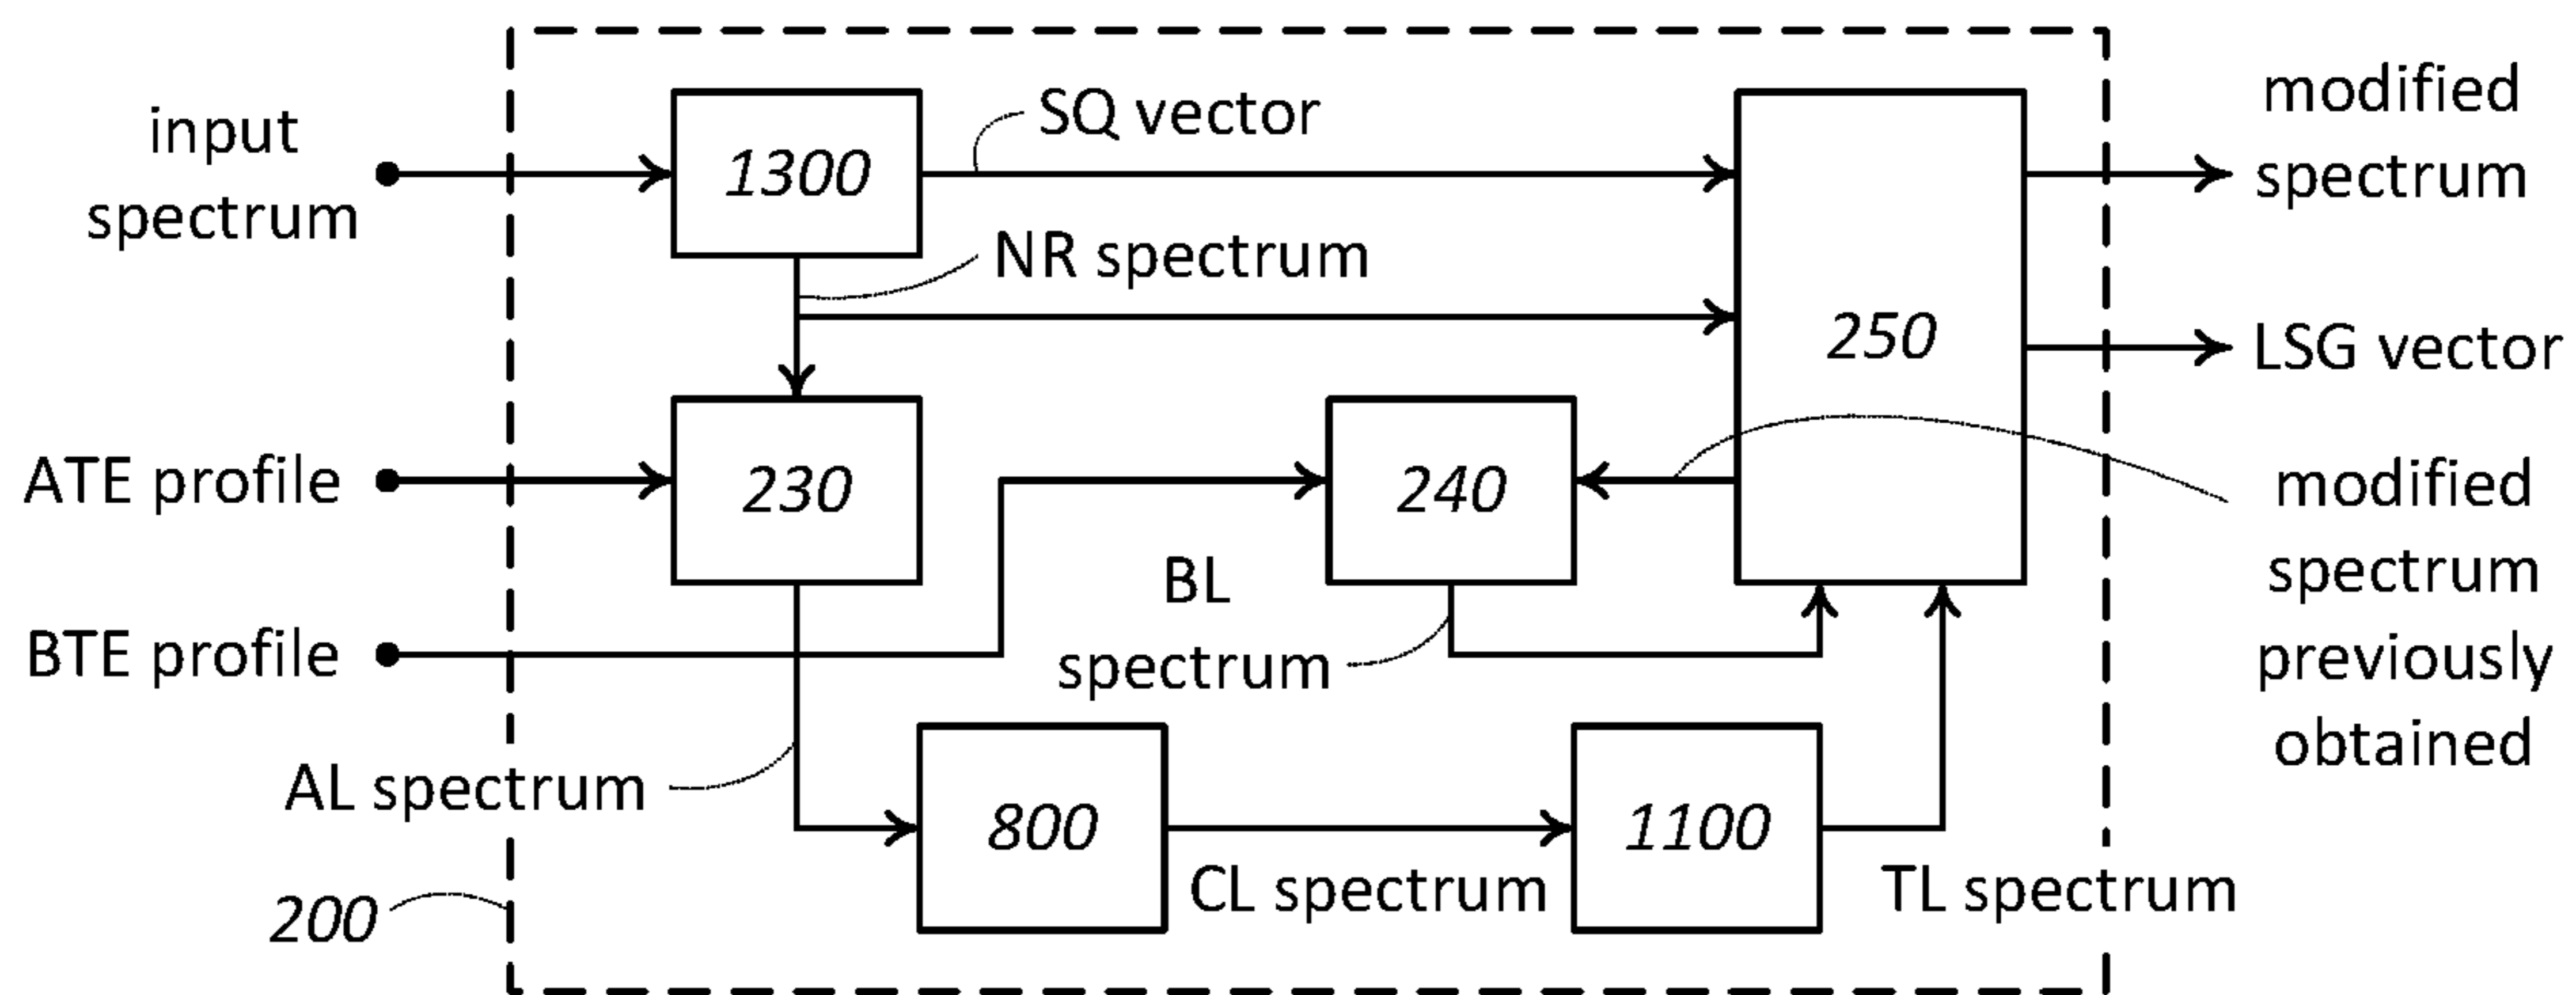 input
spectrum
1300
SQ vector
NR spectrum
250
modified
spectrum
LSG vector
ATE profile
230
240
modified
spectrum
previously
obtained
BTE profile
BL
spectrum
AL spectrum
800
CL spectrum
1100
TL spectrum
200